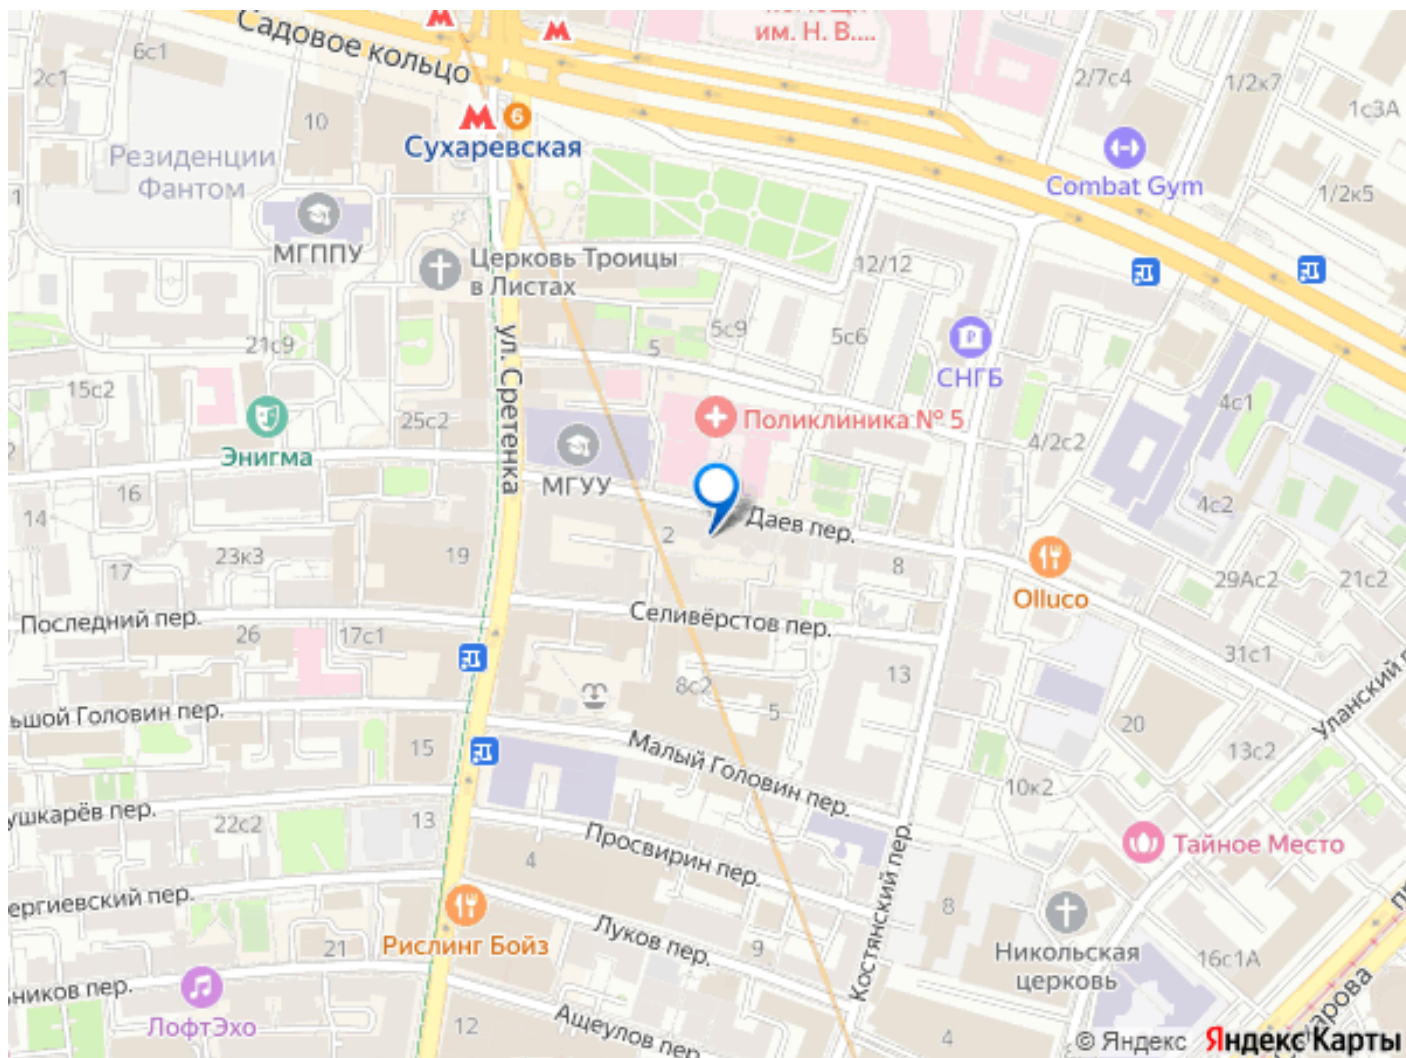 Садовое кольцо
6с1
2с1
10
Резиденции
Фантом
1
МГППУ
6
Сухаревская
им. Н. В....
2/7с4
1/2к7
1с3А
Combat Gym
1/2к5
Церковь Троицы
в Листах
12/12
5с9
5с6
5
21с9
15с2
25с2
Энигма
ул. Сретенка
СНГБ
Поликлиника № 5
4с1
4/2с2
4с2
МГУУ
16
14
2
Даев пер.
23к3
19
17
8
Olluco
29Ас2
21с2
Последний пер.
Селивёрстов пер.
26
17с1
31с1
13
8с2
5
ьшой Головин пер.
15
20
Уланский
13с2
Малый Головин пер.
10к2
ушкарёв пер.
22с2
13
Просвирин пер.
4
Тайное Место
Костянский пер.
ергиевский пер.
8
Рислинг Бойз
21
Луков пер.
9
Никольская
церковь
16с1А
ьников пер.
ЛофтЭхо
12
Ащеулов пер.
4
© Яндекс Яндекс Карты